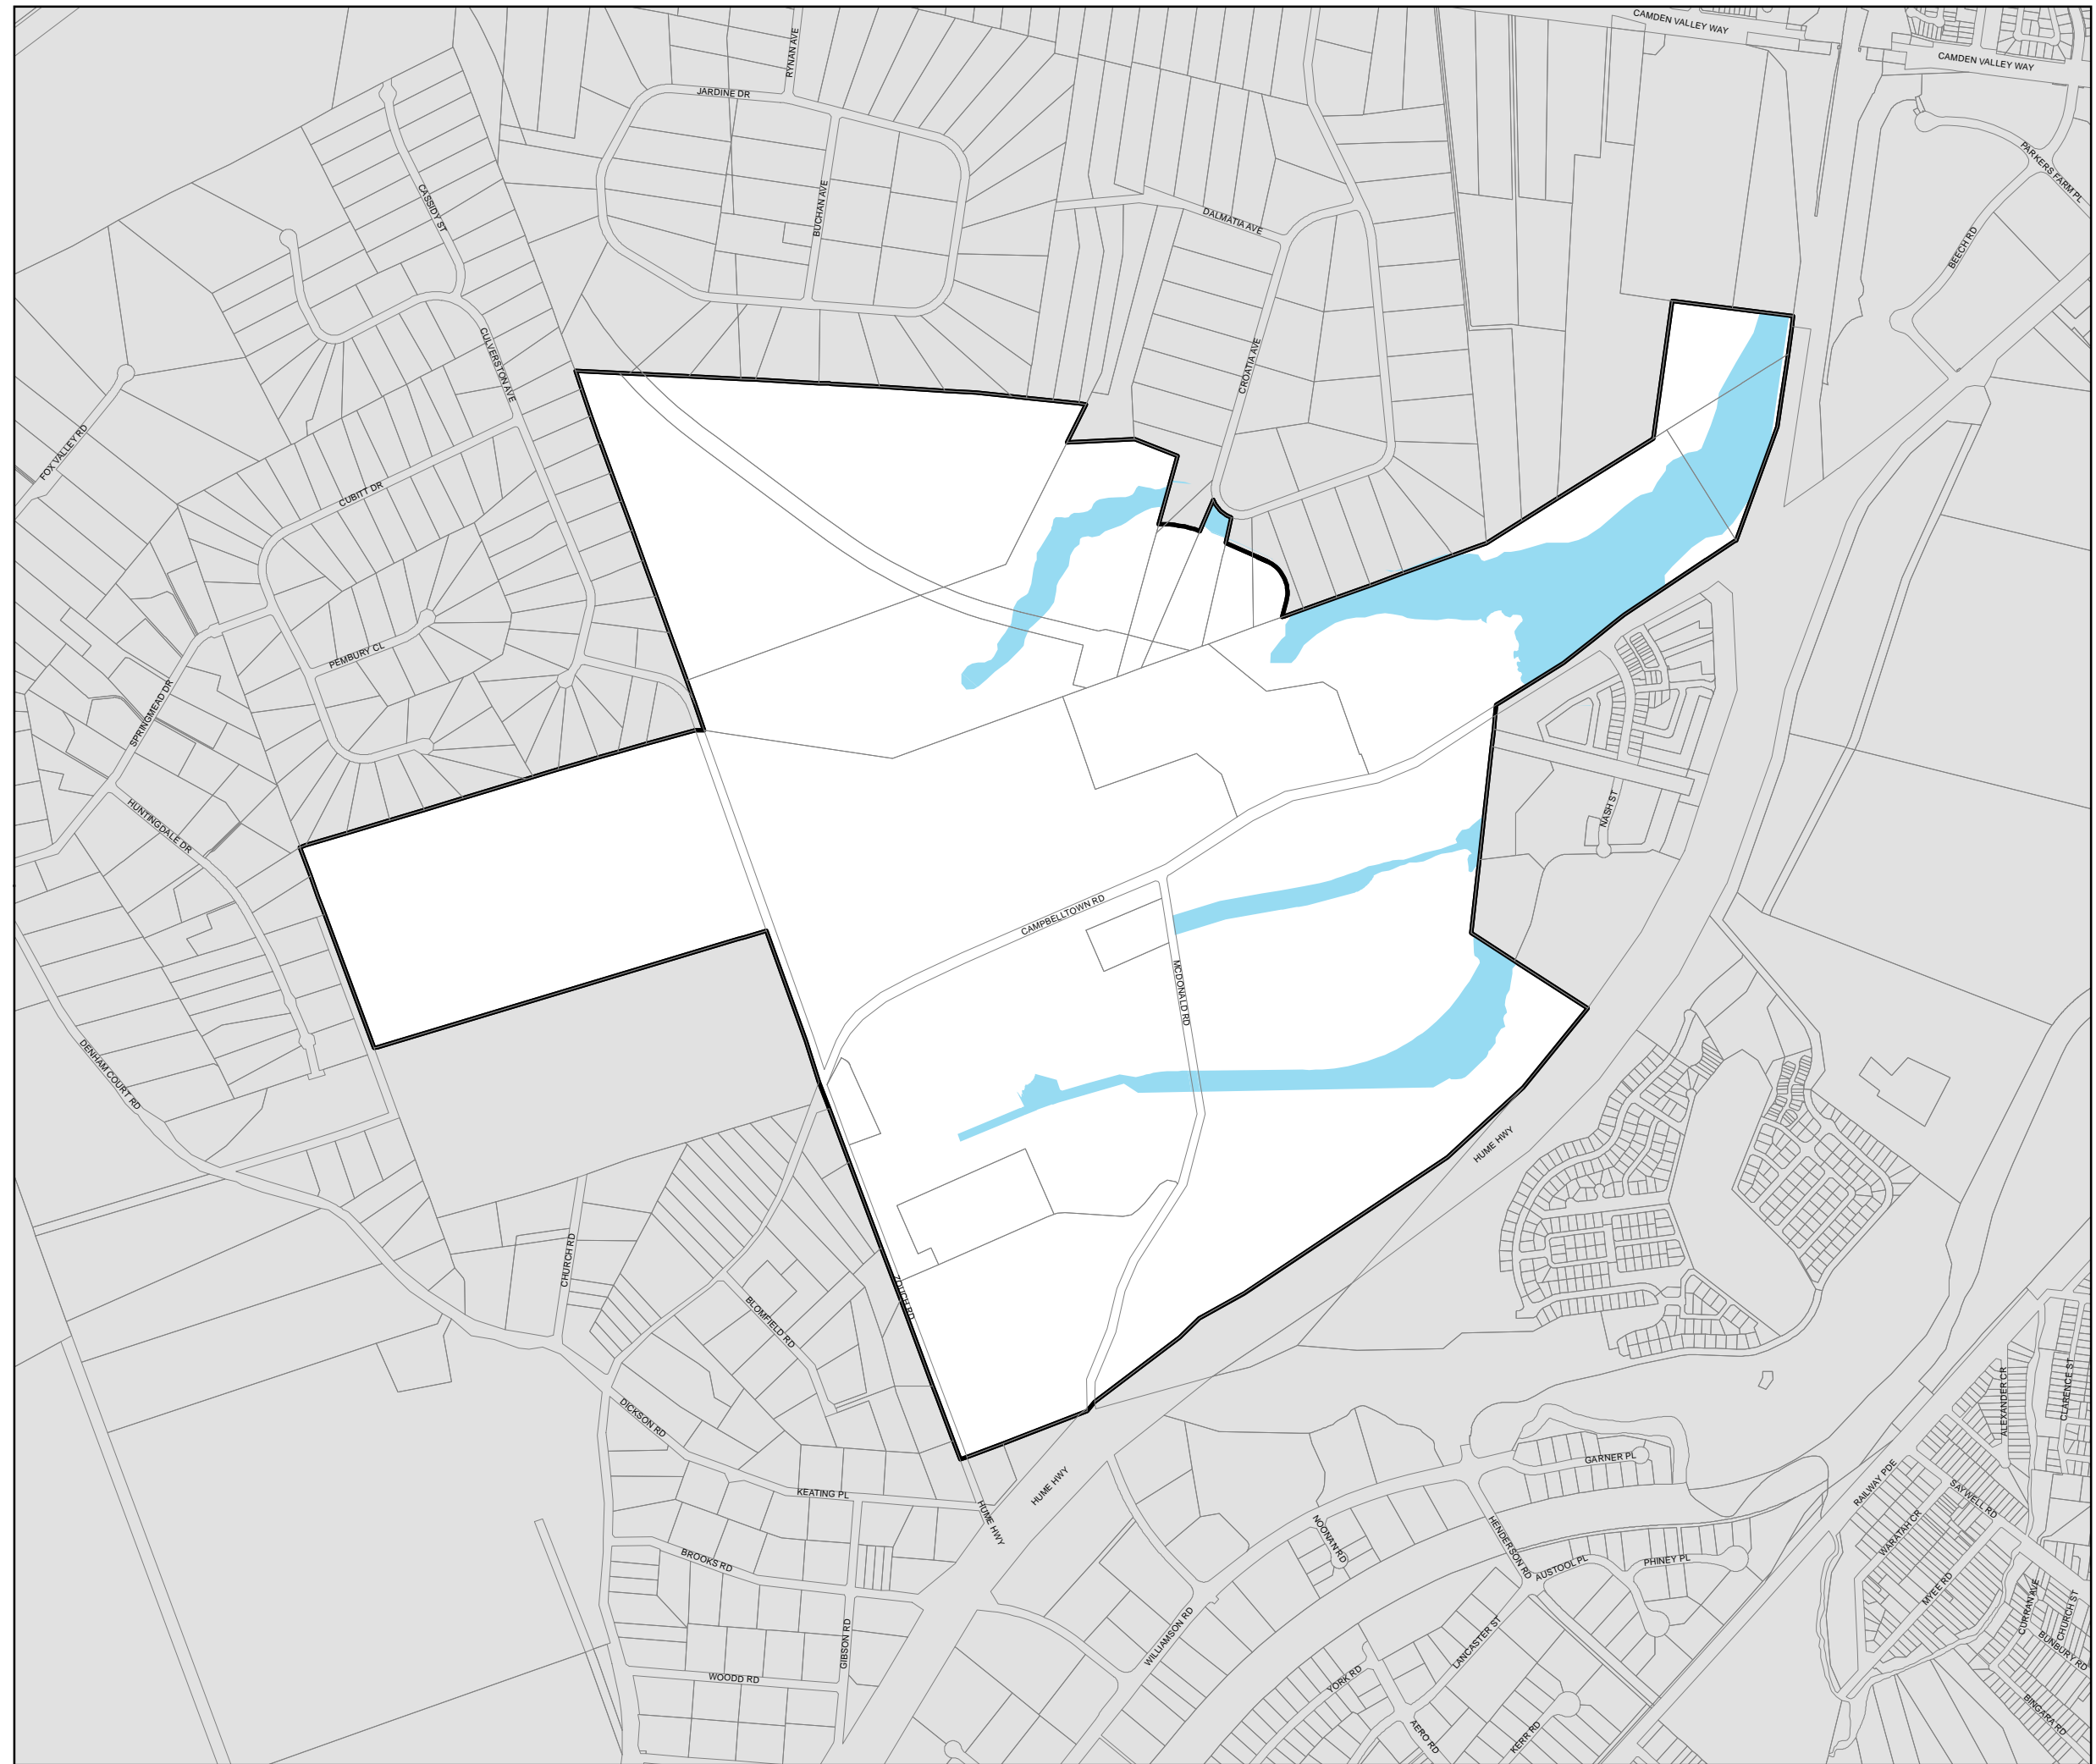 CAMDEN VALLEY WAY
CAMDEN VALLEY WAY
RYNAN AVE
JARDINE DR
PARKERS FARM PL
CASSIDY ST
BUCHAN AVE
DALMATIA AVE
BEECH RD
CULVERSTON AVE
CROATIA AVE
FOX VALLEY RD
CUBITT DR
PEMBURY CL
SPRINGMEAD DR
HUNTINGDALE DR
NASH ST
CAMPBELLTOWN RD
MCDONALD RD
DENHAM COURT RD
HUME HWY
CHURCH RD
ZOUCH RD
BLOMFIELD RD
ALEXANDER CR
CLARENCE ST
DICKSON RD
GARNER PL
RAILWAY PDE
HUME HWY
KEATING PL
SAYWELL RD
HUME HWY
NOONAN RD
HENDERSON RD
WARATAH CR
BROOKS RD
AUSTOOL PL
PHINEY PL
MYEE RD
CURRAN AVE
CHURCH ST
GIBSON RD
WILLIAMSON RD
LANCASTER ST
BUNBURY RD
WOODD RD
YORK RD
BINGARA RD
AERO RD
KERR RD